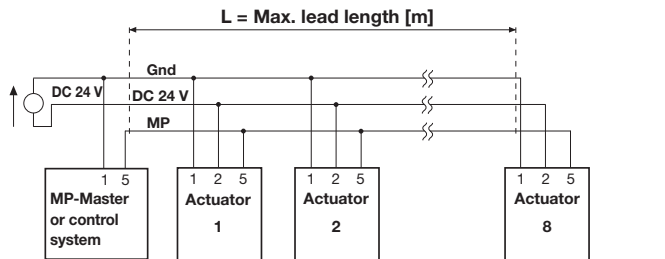 L = Max. lead length [m]
Gnd
DC 24 V
DC 24 V
MP
1 5
1 2 5
1 2 5
1 2 5
MP-Master
or control
system
Actuator
1
Actuator
2
Actuator
8